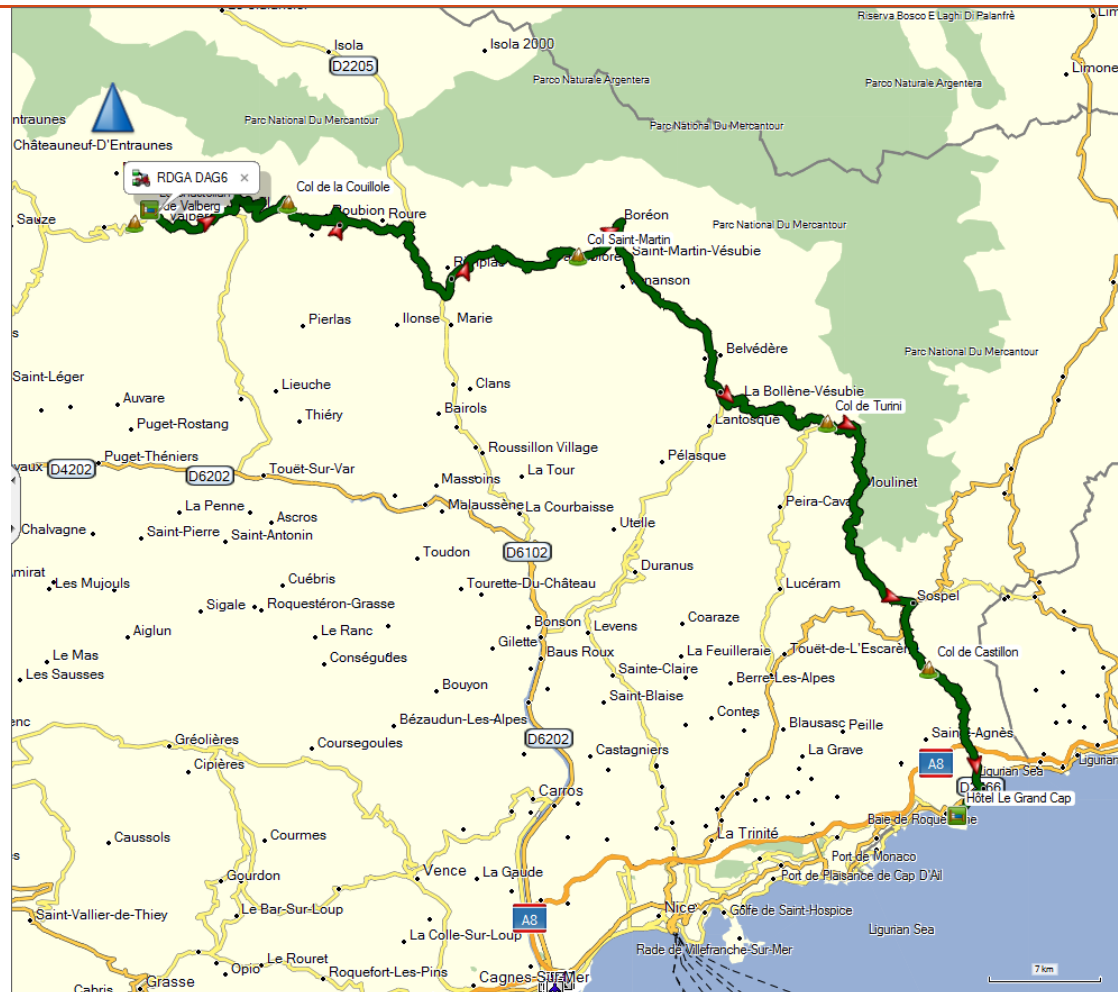 Isola
Isola 2000
D2205
Riserva Bosco E Laghi Di Palanfrè
Limone
Parco Naturale Argentera
Parco Naturale Argentera
Parc National Du Mercantour
Parc National Du Mercantour
Châteauneuf-D'Entraunes
RDGA DAG6
de Valberg
Col de la Couillole
Sauze
Roubion
Roure
Boréon
Parc National Du Mercantour
Col Saint-Martin
Saint-Martin-Vésubie
Pierlas
Ilonse
Marie
Belvédère
Parc National Du Mercantour
Saint-Léger
Lieuche
Clans
La Bollène-Vésubie
Auvare
Thiéry
Bairols
Col de Turini
Puget-Rostang
Lantosque
Roussillon Village
Puget-Théniers
D4202
D6202
Touët-Sur-Var
La Tour
Pélasque
Massoins
Moulinet
La Penne
Malaussène
La Courbaisse
Peira-Cava
Ascros
Chalvagne
Saint-Pierre
Saint-Antonin
Utelle
D6102
Toudon
Duranus
Les Mujouls
Cuébris
Tourette-Du-Château
Lucéram
Sospel
Sigale
Roquestéron-Grasse
Bonson
Coaraze
Aiglun
Le Ranc
Gilette
Levens
Baus Roux
La Feuilleraie
Touët-de-L'Escarèn
Col de Castillon
Le Mas
Conségudes
Sainte-Claire
Les Sausses
Bouyon
Saint-Blaise
Berre-Les-Alpes
Bézaudun-Les-Alpes
Contes
Blausasc
Peille
Gréolières
Coursegoules
D6202
Castagniers
La Grave
Cipières
A8
Ligurian Sea
Carros
Hôtel Le Grand Cap
Caussols
Courmes
La Trinité
Port de Monaco
Gourdon
Vence
La Gaude
Port de Plaisance de Cap D'Ail
Saint-Vallier-de-Thiey
Le Bar-Sur-Loup
A8
Nice
Golfe de Saint-Hospice
La Colle-Sur-Loup
Ligurian Sea
Rade de Villefranche-Sur-Mer
Le Rouret
Opio
Roquefort-Les-Pins
Cagnes-Sur-Mer
7 km
Grasse
Cabris